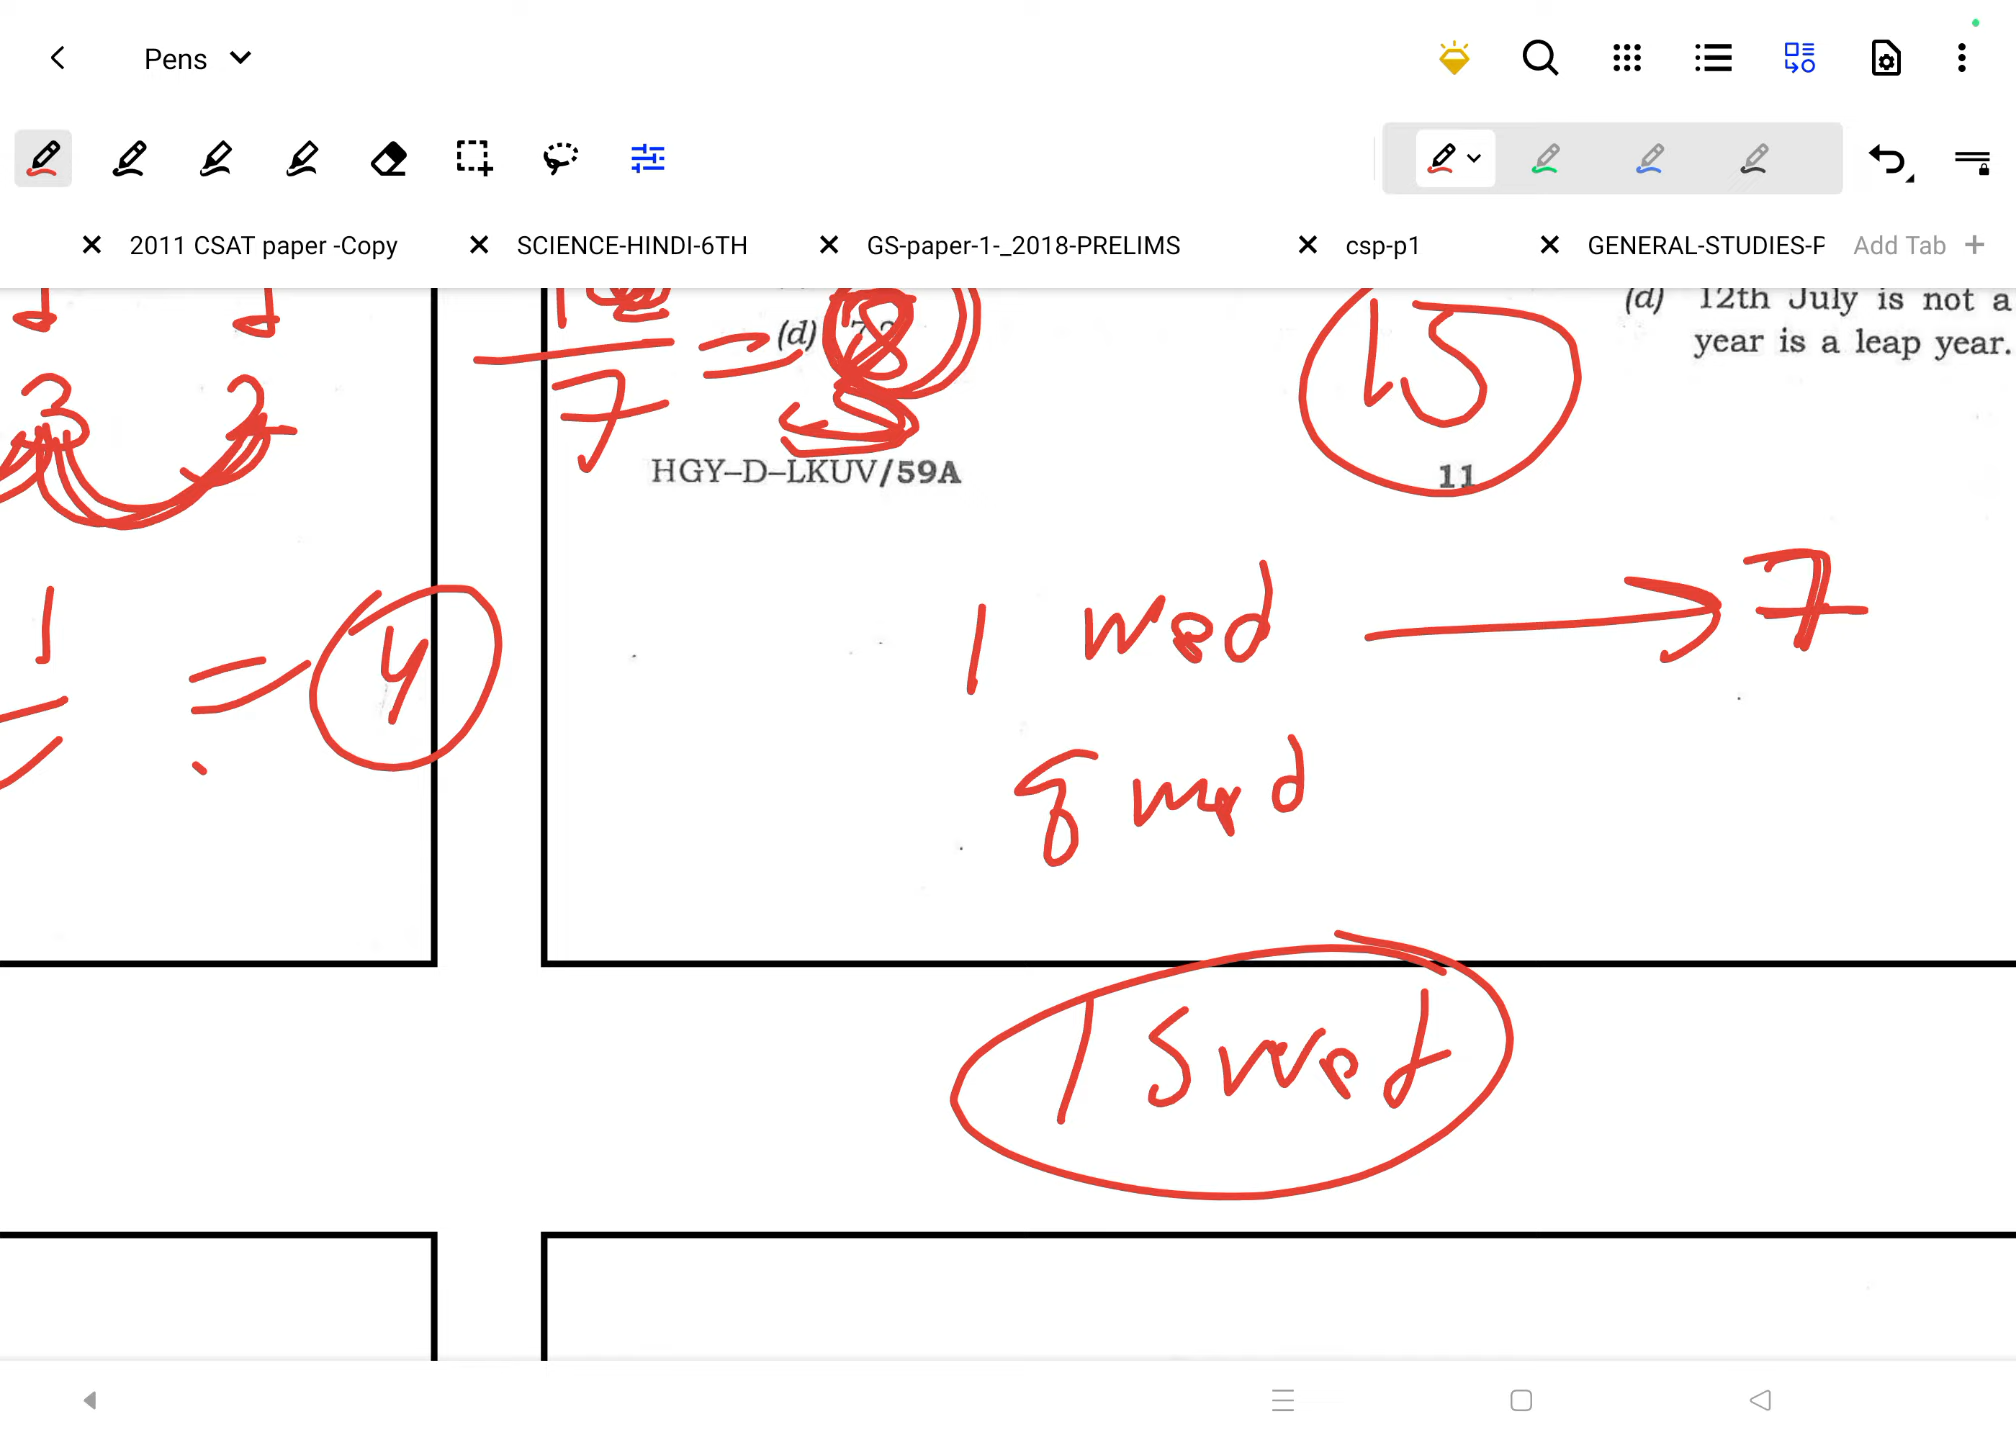 Pens
2011 CSAT paper -Copy
SCIENCE-HINDI-6TH
GS-paper-1-_2018-PRELIMS
csp-p1
GENERAL-STUDIES-P
Add Tab +
(d) 12th July is not a
year is a leap year.
(d)
3 2
7 = 8
15
HGY–D–LKUV/59A
11
1 wed → 7
1 = 4
8 wed
15 wed